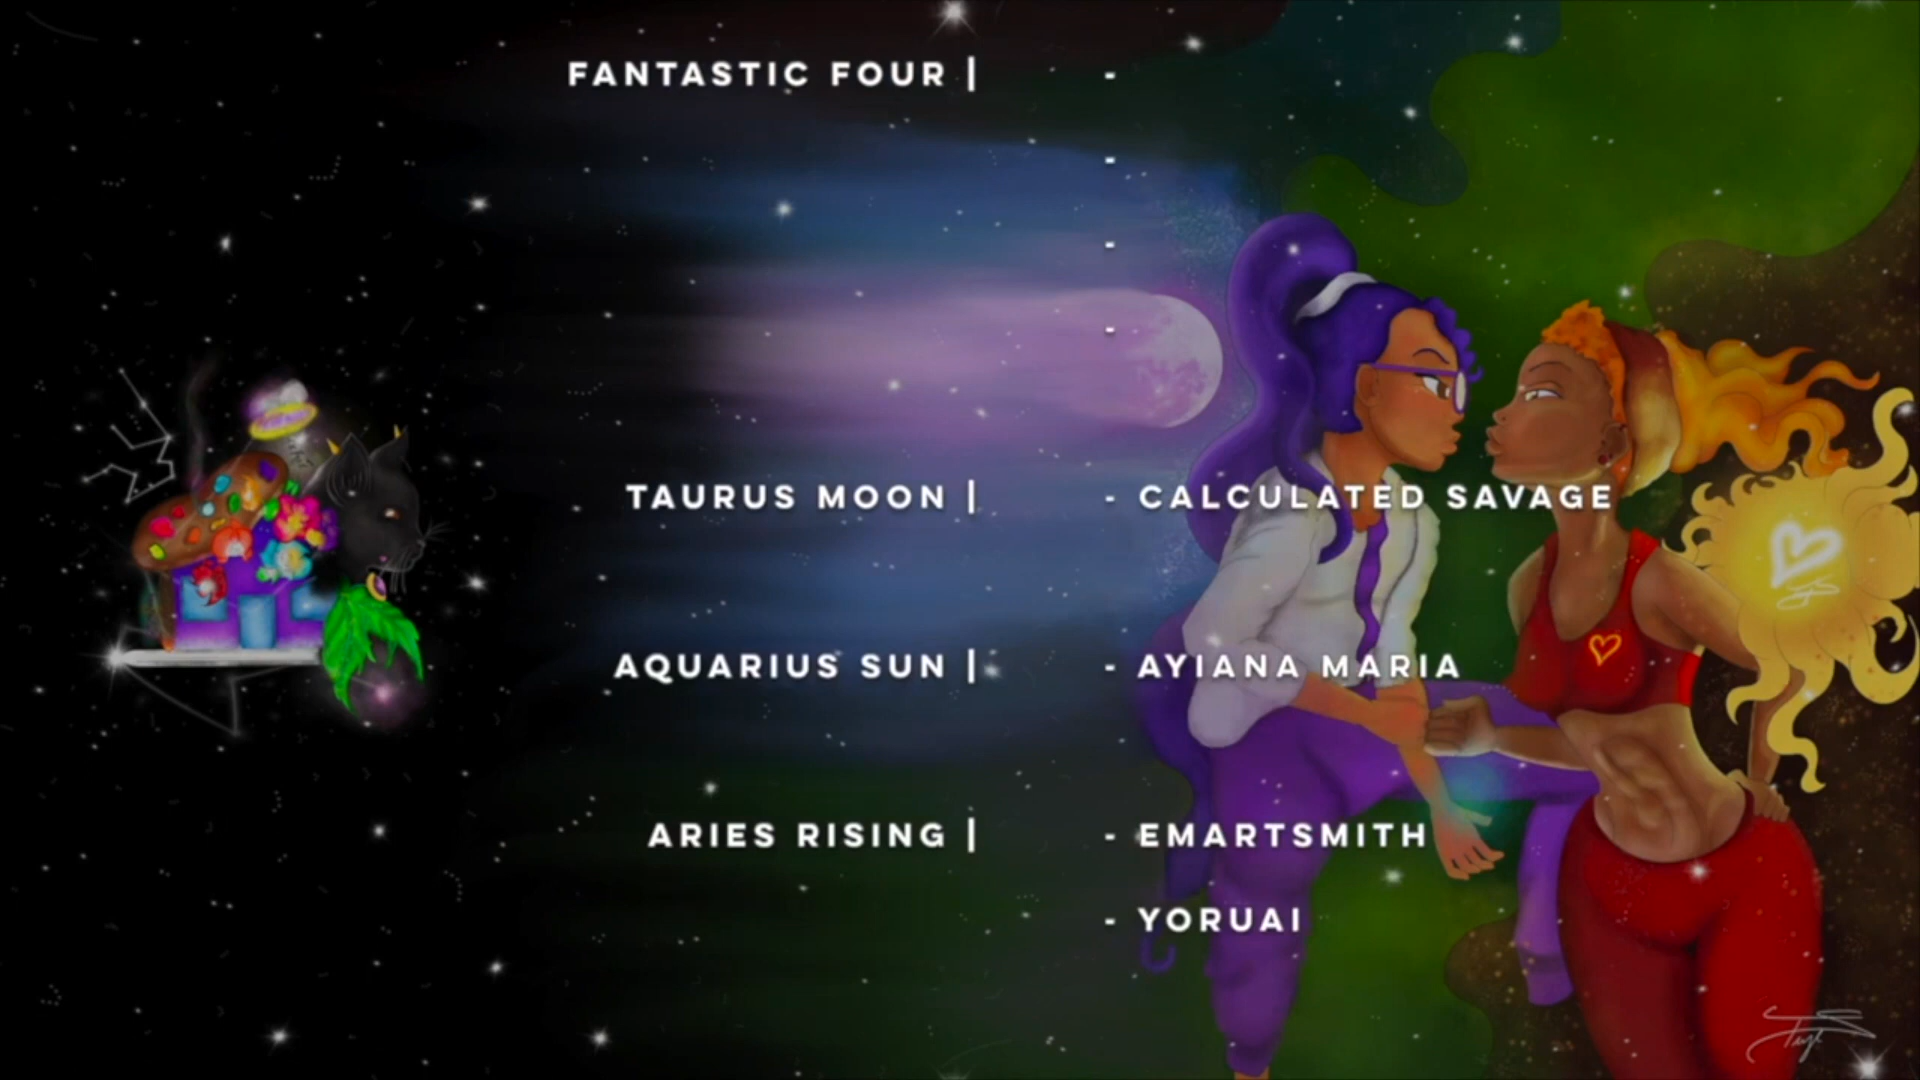 FANTASTIC FOUR | -
-
-
-
TAURUS MOON | - CALCULATED SAVAGE
AQUARIUS SUN | - AYIANA MARIA
ARIES RISING | - EMARTSMITH
- YORUAI